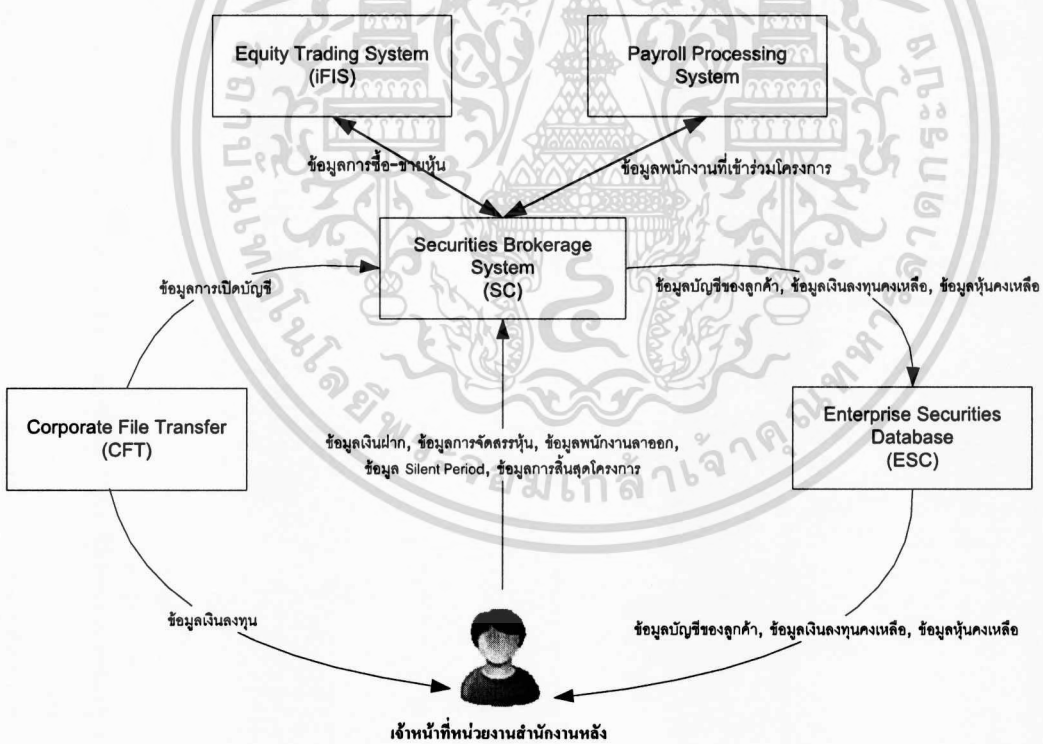 Equity Trading System
(iFIS)
Payroll Processing
System
ข้อมูลการซื้อ-ขายหุ้น
ข้อมูลพนักงานที่เข้าร่วมโครงการ
Securities Brokerage
System
(SC)
ข้อมูลการเปิดบัญชี
ข้อมูลบัญชีของลูกค้า, ข้อมูลเงินลงทุนคงเหลือ, ข้อมูลหุ้นคงเหลือ
Corporate File Transfer
(CFT)
Enterprise Securities
Database
(ESC)
ข้อมูลเงินฝาก, ข้อมูลการจัดสรรหุ้น, ข้อมูลพนักงานลาออก,
ข้อมูล Silent Period, ข้อมูลการสิ้นสุดโครงการ
ข้อมูลเงินลงทุน
ข้อมูลบัญชีของลูกค้า, ข้อมูลเงินลงทุนคงเหลือ, ข้อมูลหุ้นคงเหลือ
เจ้าหน้าที่หน่วยงานสำนักงานหลัง